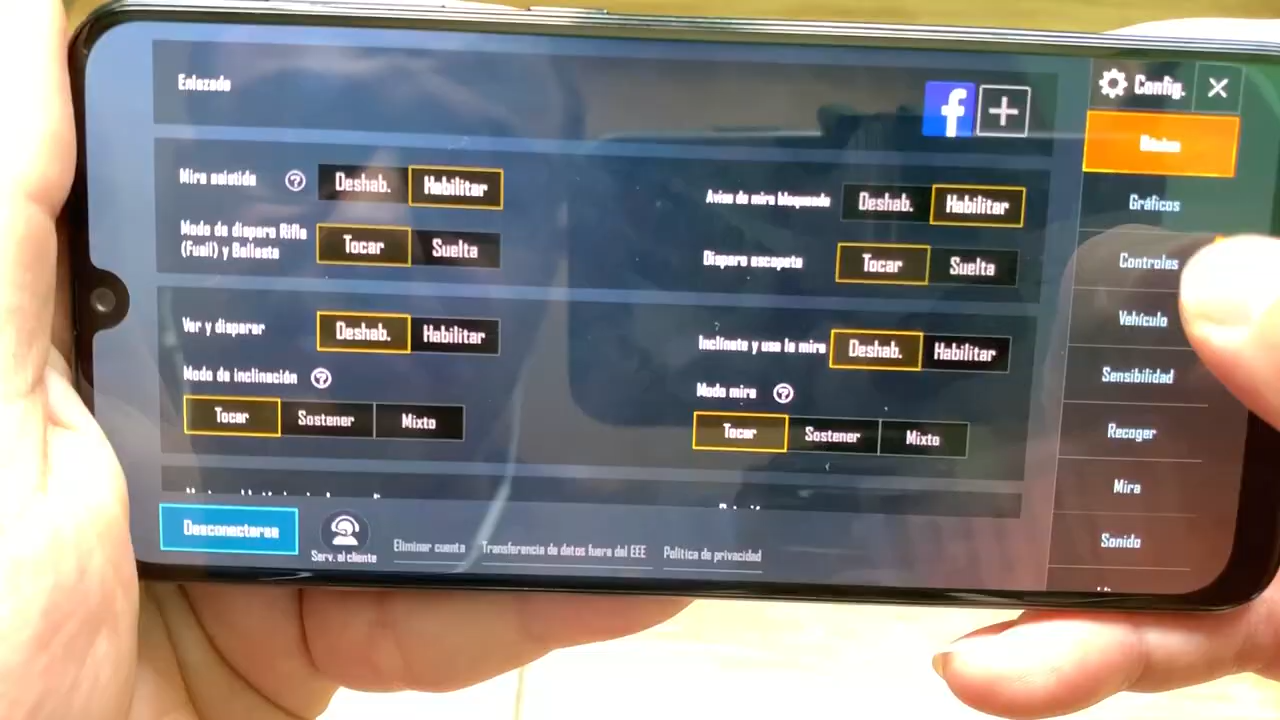 Enlazado
f
Config.
Básico
Mira asistida
Deshab.
Habilitar
Aviso de mira bloqueada
Deshab.
Habilitar
Modo de disparo Rifle
(Fusil) y Ballesta
Tocar
Suelta
Disparo escopeta
Tocar
Suelta
Ver y disparar
Deshab.
Habilitar
Inclínate y usa la mira
Deshab.
Habilitar
Modo de inclinación
Tocar
Sostener
Mixto
Modo mira
Tocar
Sostener
Mixto
Gráficos
Controles
Vehículo
Sensibilidad
Recoger
Mira
Sonido
Desconectarse
Serv. al cliente
Eliminar cuenta
Transferencia de datos fuera del EEE
Política de privacidad